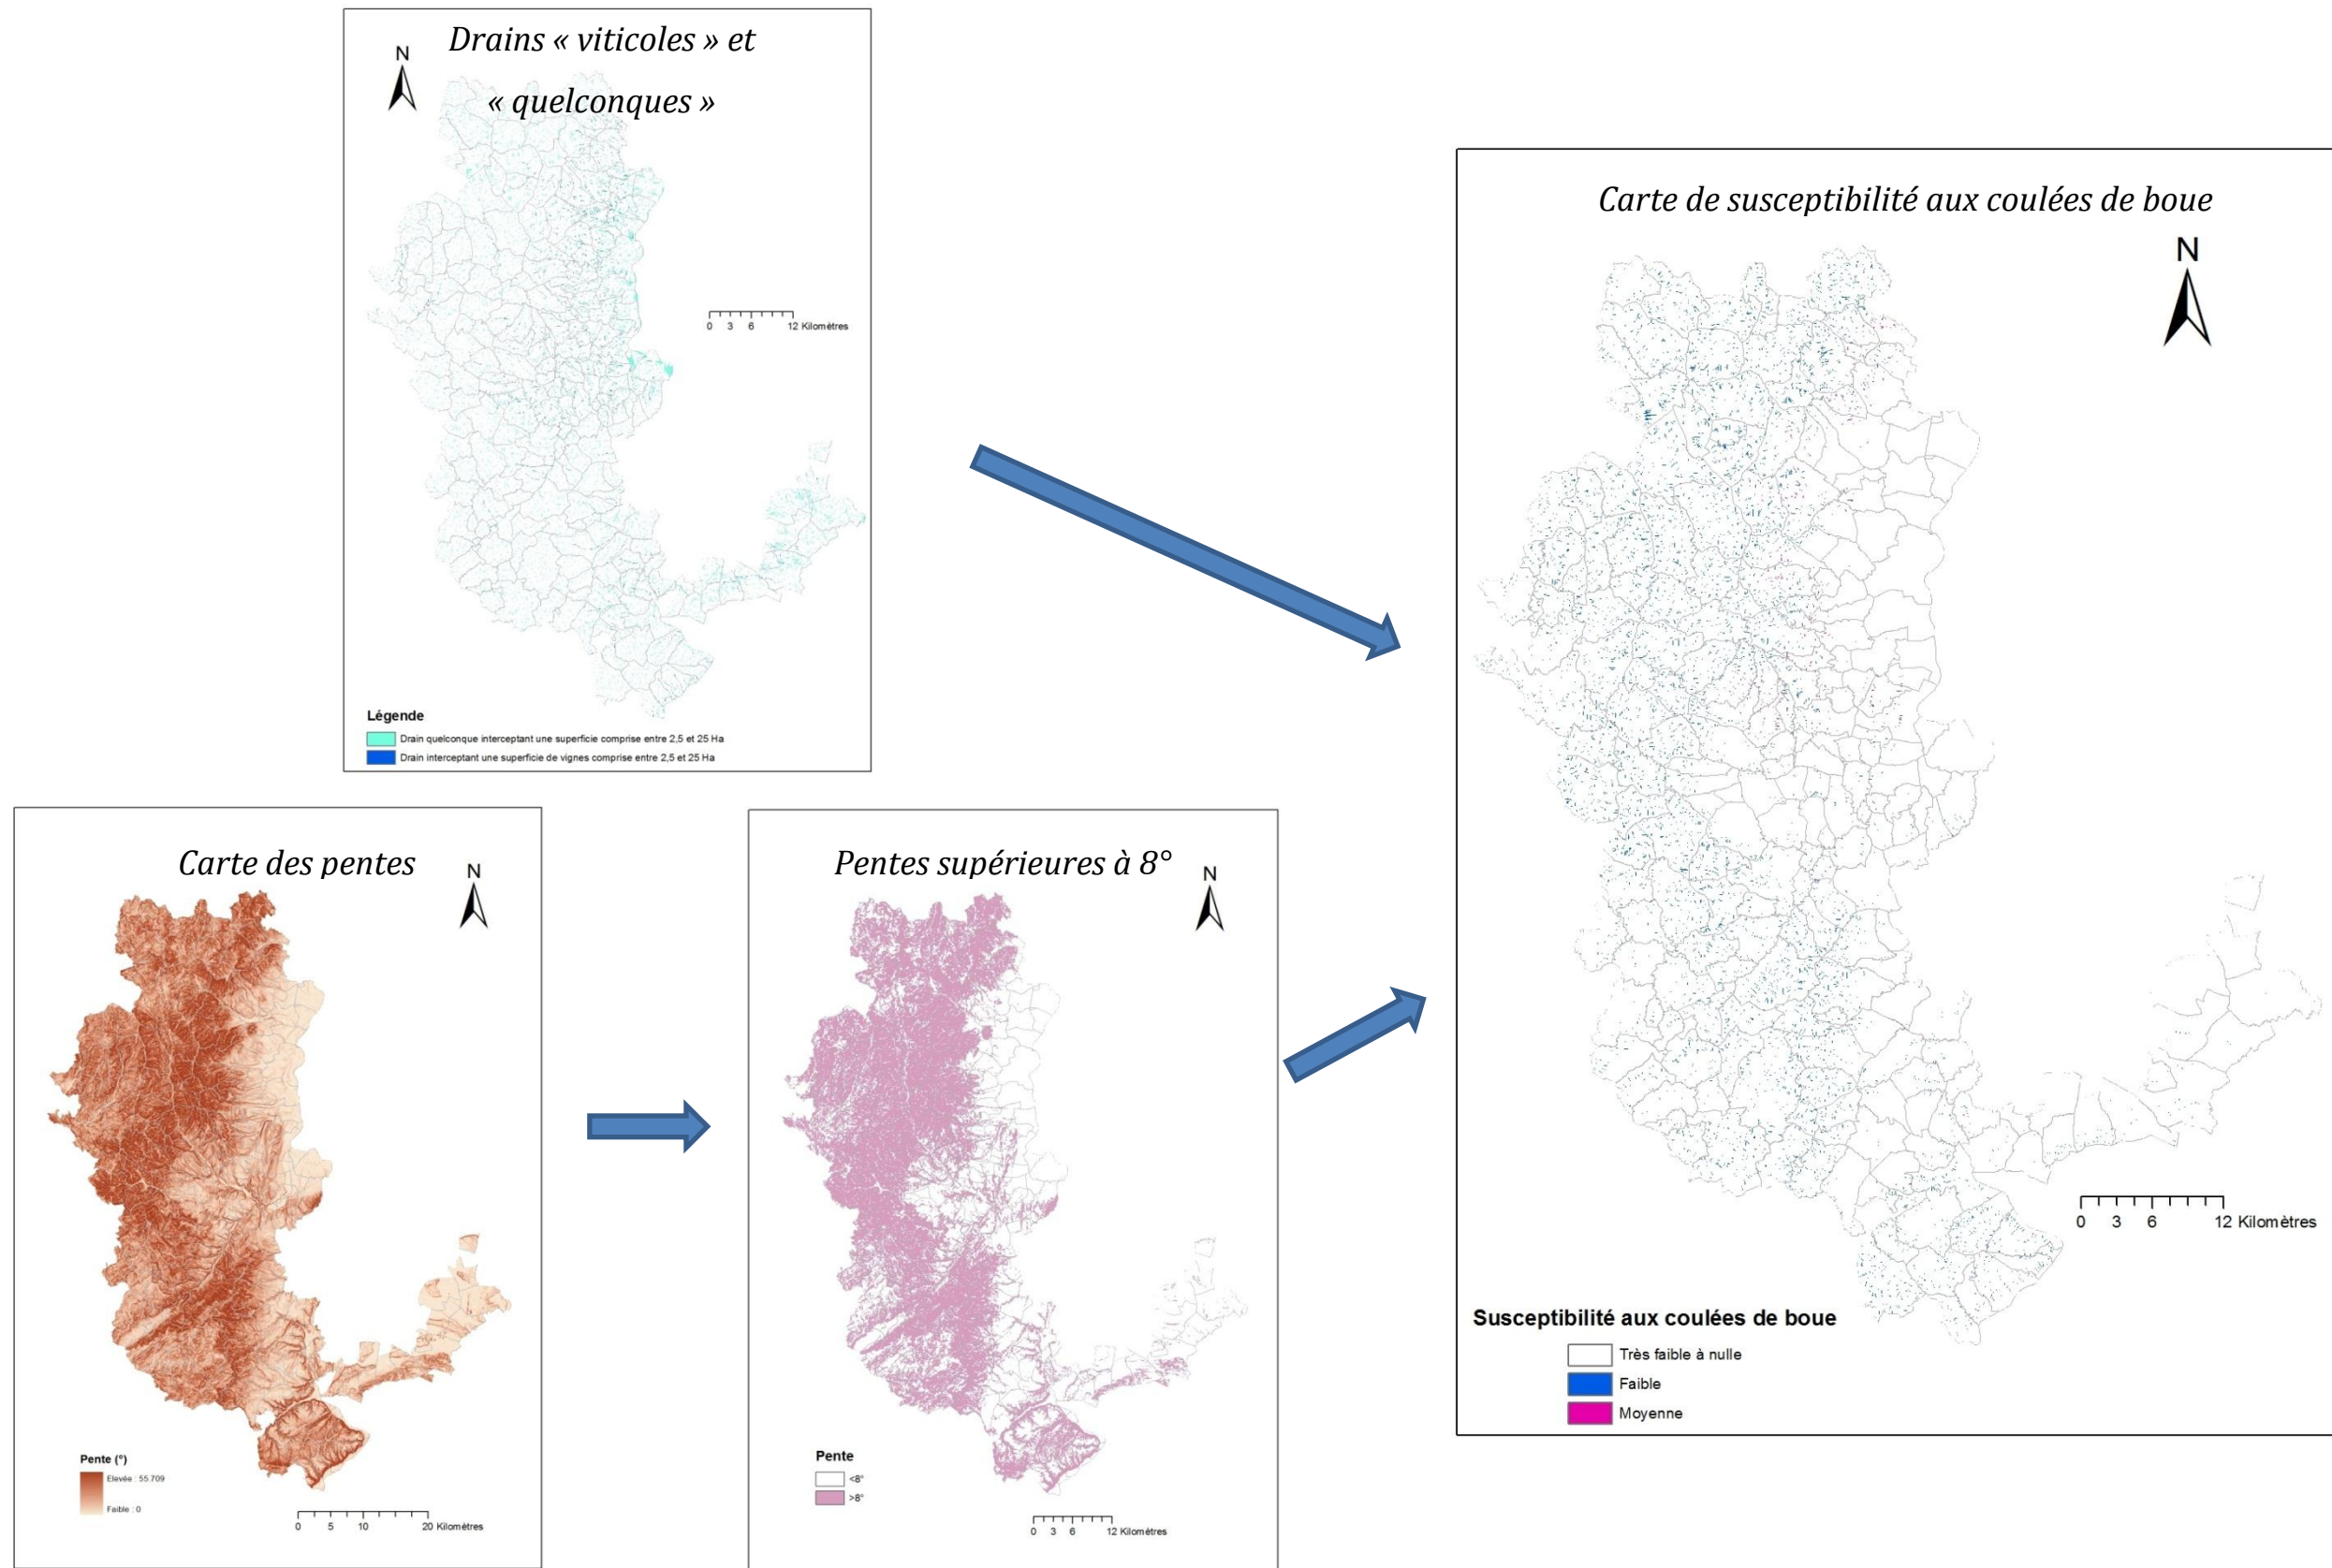 Drains « viticoles » et
« quelconques »
N
0 3 6 12 Kilomètres
Légende
Drain quelconque interceptant une superficie comprise entre 2,5 et 25 Ha
Drain interceptant une superficie de vignes comprise entre 2,5 et 25 Ha
Carte des pentes
N
Pente (°)
Elevée : 55.709
Faible : 0
0 5 10 20 Kilomètres
Pentes supérieures à 8°
N
Pente
<8°
>8°
0 3 6 12 Kilomètres
Carte de susceptibilité aux coulées de boue
N
0 3 6 12 Kilomètres
Susceptibilité aux coulées de boue
Très faible à nulle
Faible
Moyenne